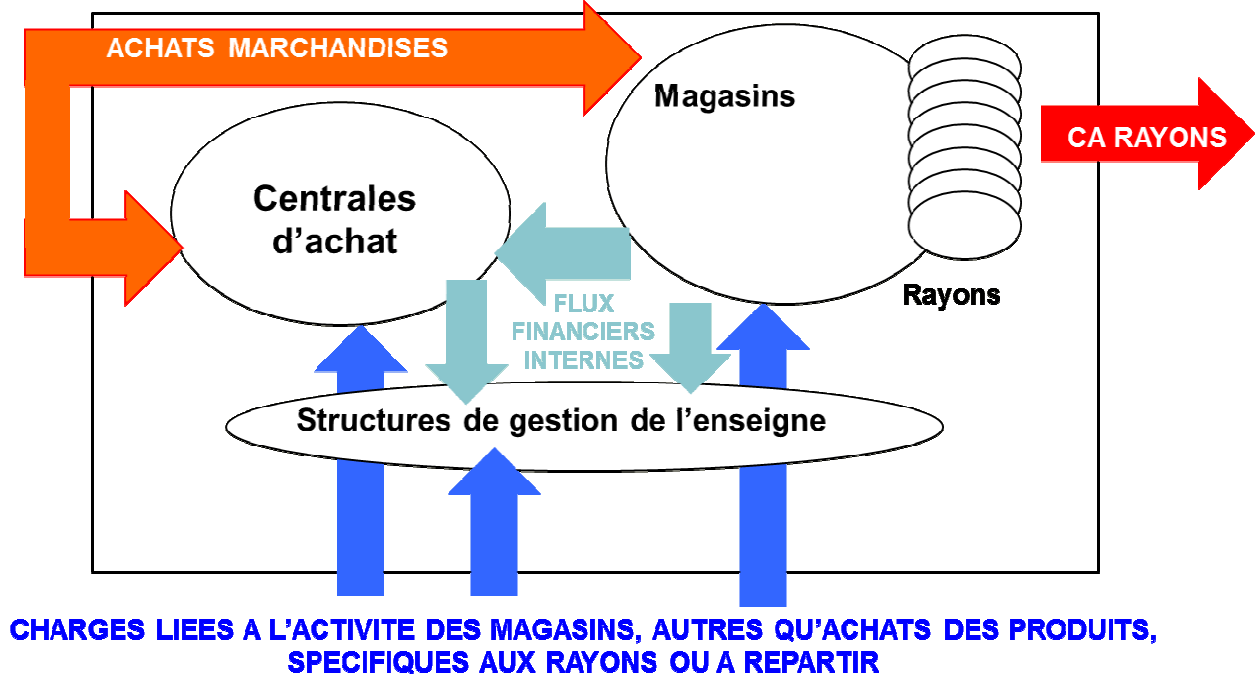 ACHATS MARCHANDISES
Magasins
CA RAYONS
Centrales
d’achat
Rayons
FLUX
FINANCIERS
INTERNES
Structures de gestion de l’enseigne
CHARGES LIEES A L’ACTIVITE DES MAGASINS, AUTRES QU’ACHATS DES PRODUITS,
SPECIFIQUES AUX RAYONS OU A REPARTIR